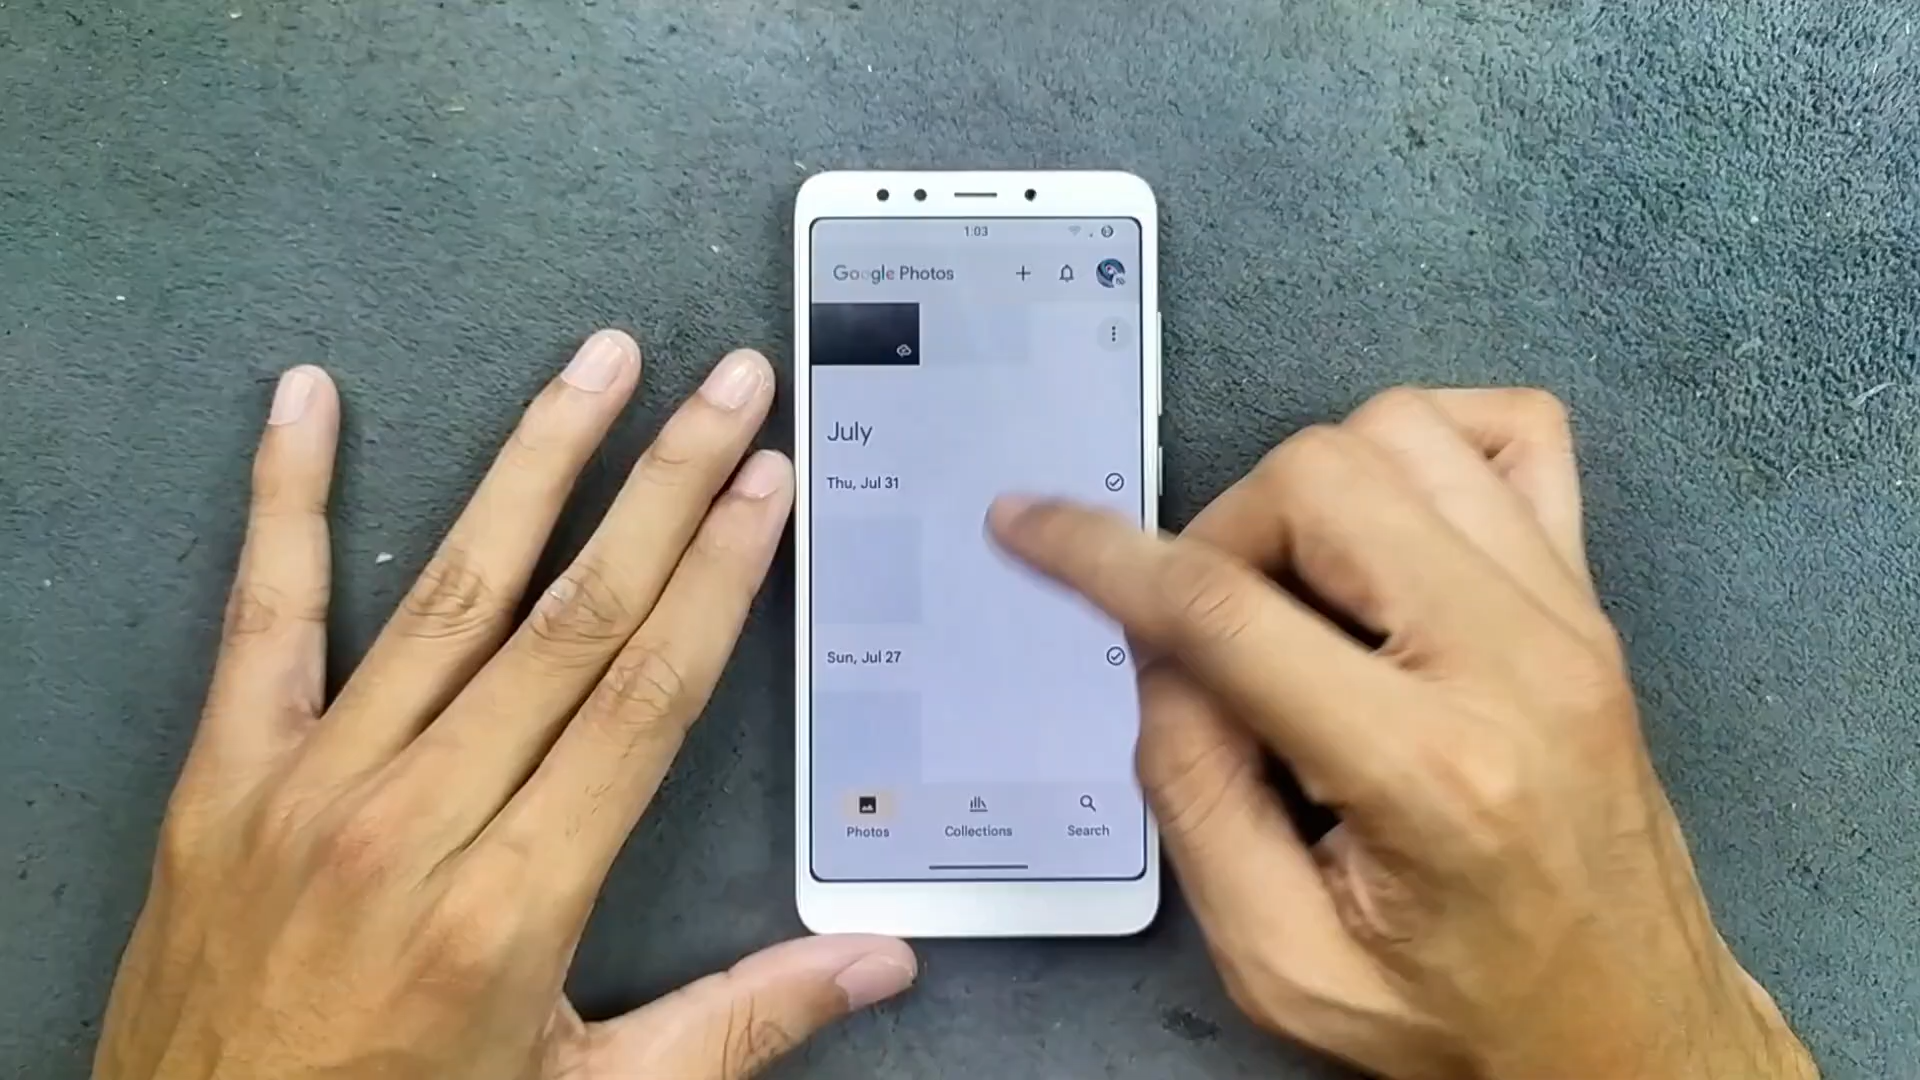 1:03
Google Photos
July
Thu, Jul 31
Sun, Jul 27
Photos
Collections
Search